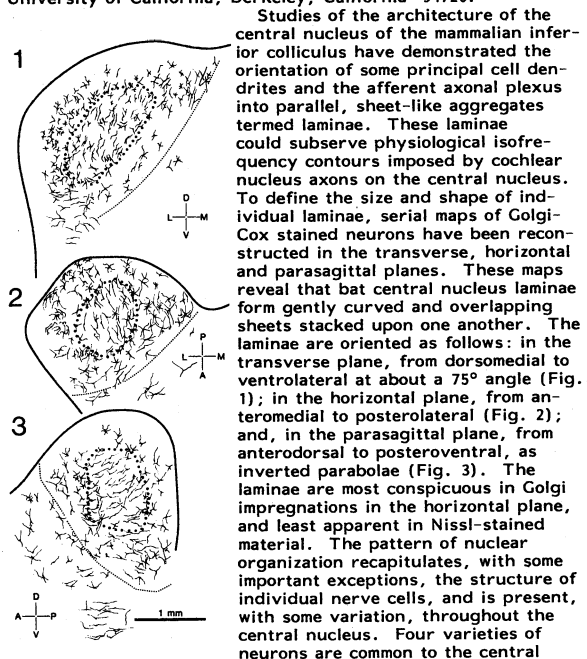 University of California, Berkeley, California 94720.
Studies of the architecture of the
central nucleus of the mammalian infer-
ior colliculus have demonstrated the
orientation of some principal cell den-
drites and the afferent axonal plexus
into parallel, sheet-like aggregates
termed laminae. These laminae
could subserve physiological isofre-
quency contours imposed by cochlear
nucleus axons on the central nucleus.
To define the size and shape of ind-
ividual laminae, serial maps of Golgi-
Cox stained neurons have been recon-
structed in the transverse, horizontal
and parasagittal planes. These maps
reveal that bat central nucleus laminae
form gently curved and overlapping
sheets stacked upon one another. The
laminae are oriented as follows: in the
transverse plane, from dorsomedial to
ventrolateral at about a 75° angle (Fig.
1); in the horizontal plane, from an-
teromedial to posterolateral (Fig. 2);
and, in the parasagittal plane, from
anterodorsal to posteroventral, as
inverted parabolae (Fig. 3). The
laminae are most conspicuous in Golgi
impregnations in the horizontal plane,
and least apparent in Nissl-stained
material. The pattern of nuclear
organization recapitulates, with some
important exceptions, the structure of
individual nerve cells, and is present,
with some variation, throughout the
central nucleus. Four varieties of
neurons are common to the central
1
D
L M
V
2
P
L M
A
3
D
A P
V
1 mm